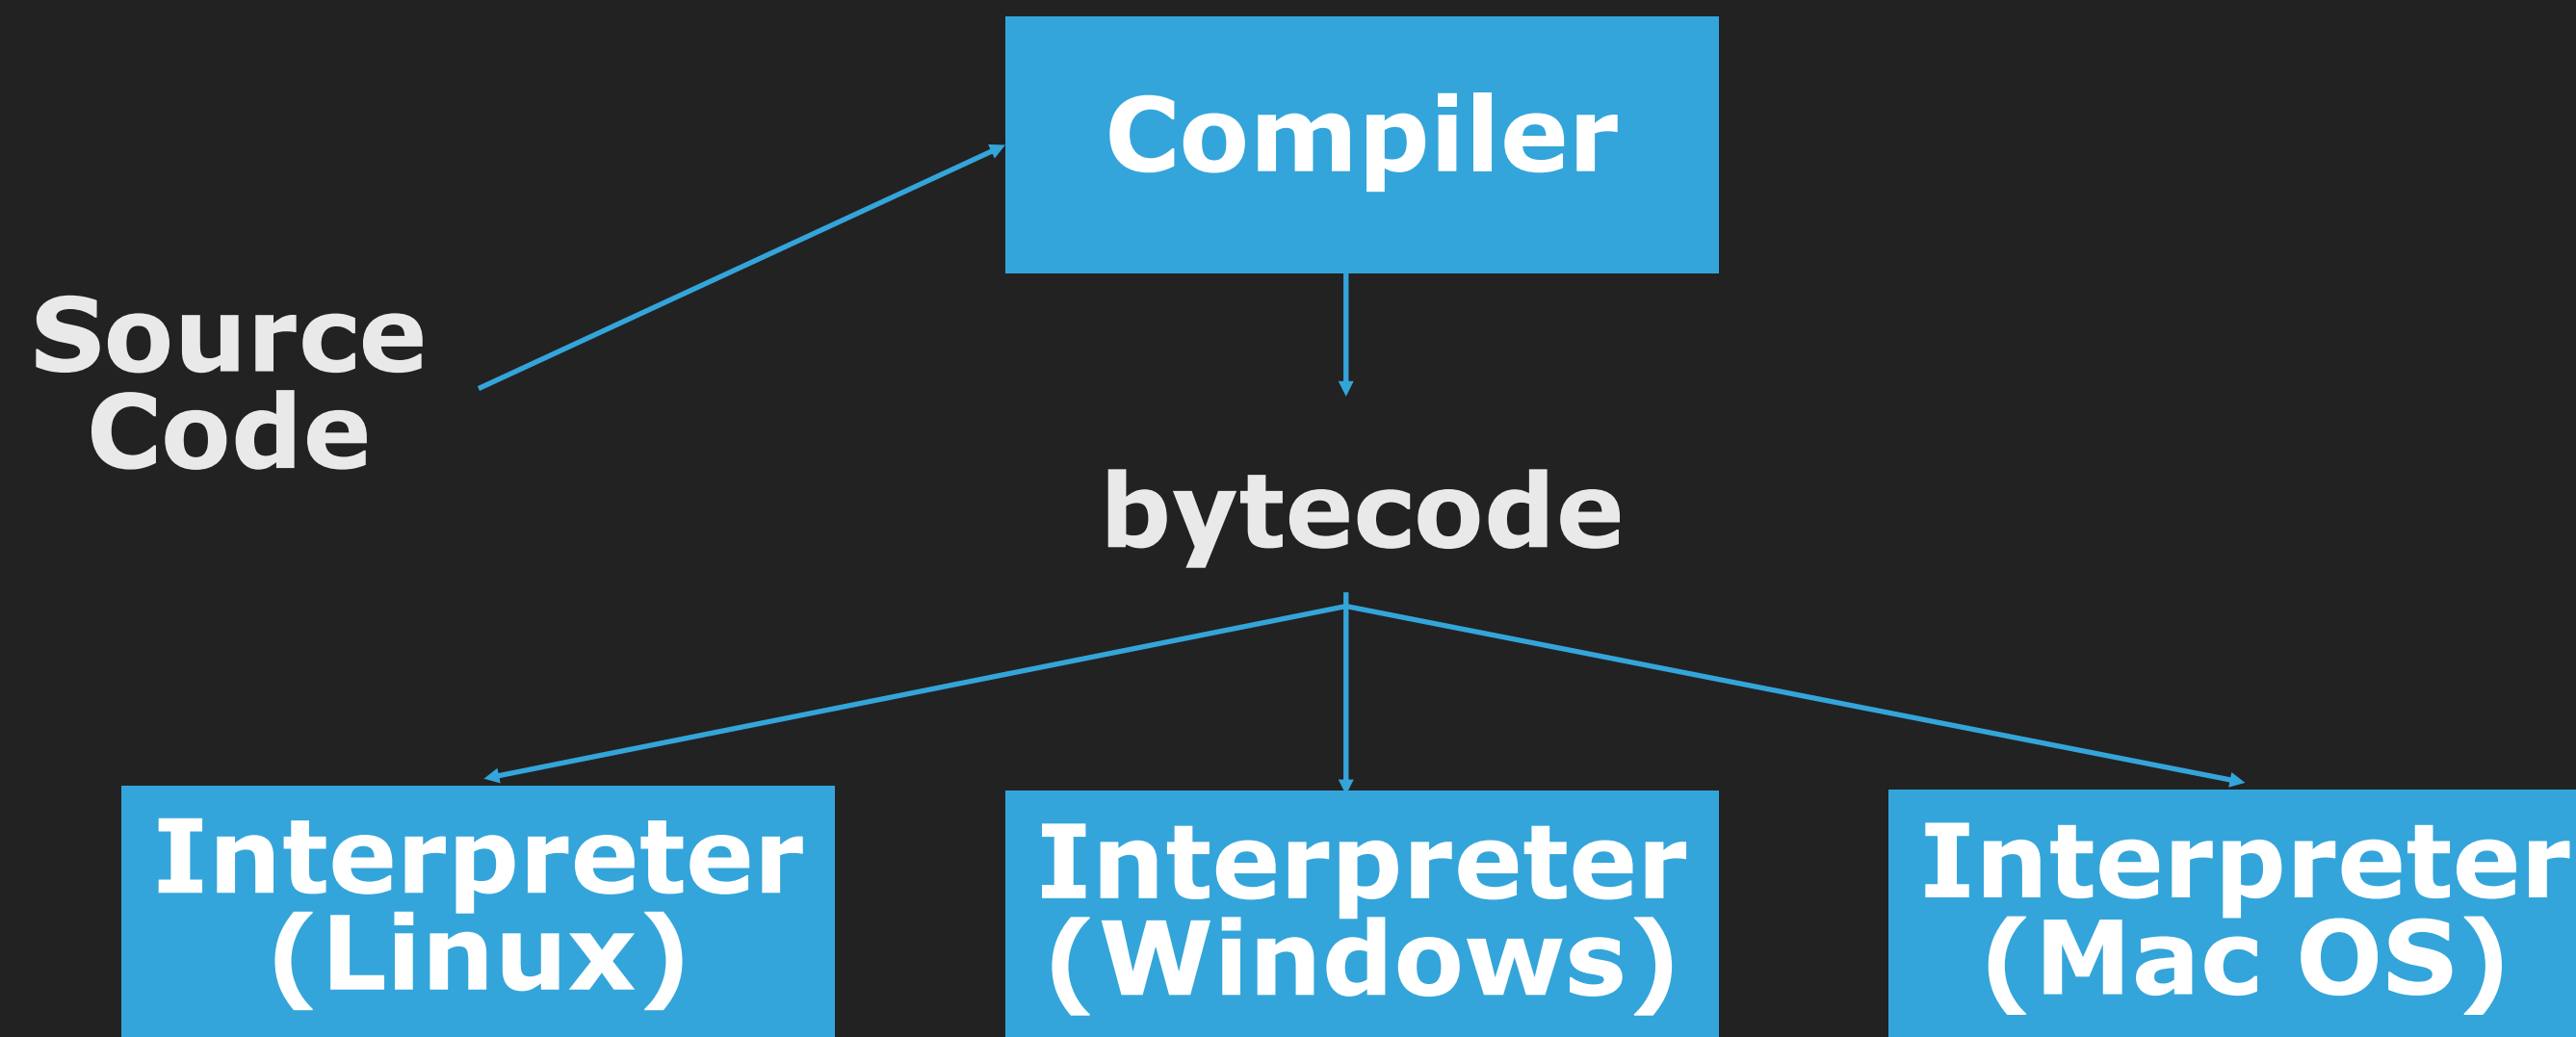 Compiler
Source
Code
bytecode
Interpreter
(Linux)
Interpreter
(Windows)
Interpreter
(Mac OS)